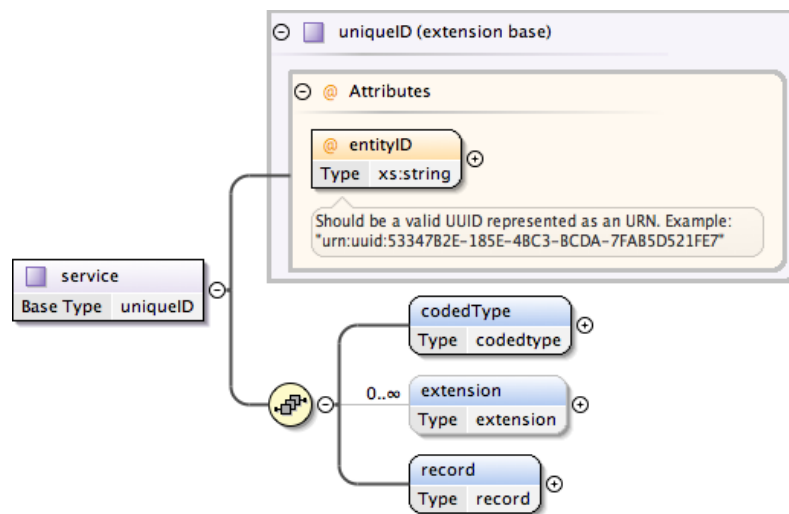 uniqueID (extension base)
@ Attributes
@ entityID
Type xs:string
Should be a valid UUID represented as an URN. Example:
"urn:uuid:53347B2E-185E-4BC3-BCDA-7FAB5D521FE7"
service
Base Type uniqueID
codedType
Type codedtype
0..∞
extension
Type extension
record
Type record